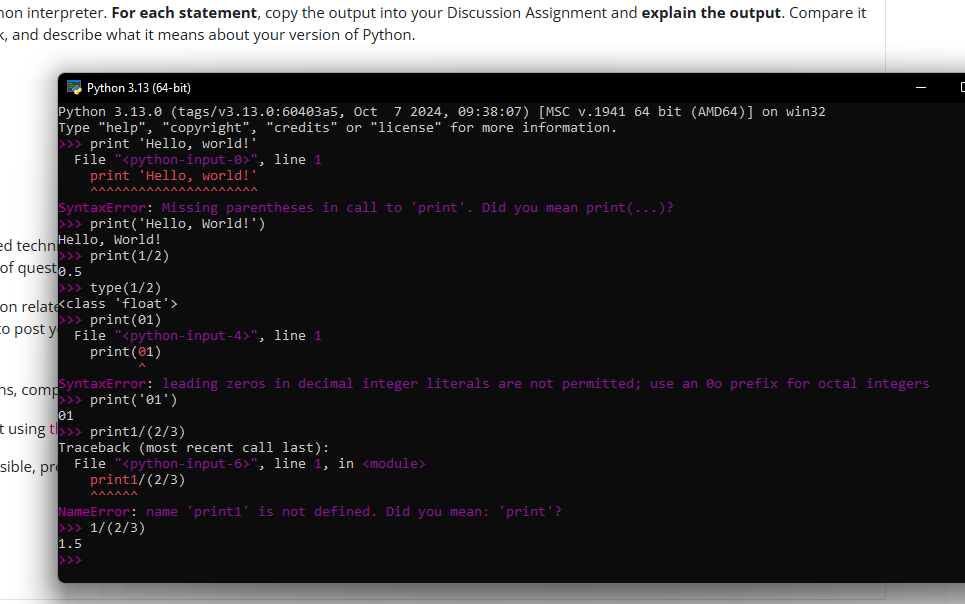 non interpreter. For each statement, copy the output into your Discussion Assignment and explain the output. Compare it
k, and describe what it means about your version of Python.
Python 3.13 (64-bit)
Python 3.13.0 (tags/v3.13.0:60403a5, Oct  7 2024, 09:38:07) [MSC v.1941 64 bit (AMD64)] on win32
Type "help", "copyright", "credits" or "license" for more information.
>>> print 'Hello, world!'
  File "<python-input-0>", line 1
    print 'Hello, world!'
    ^^^^^^^^^^^^^^^^^^^^^
SyntaxError: Missing parentheses in call to 'print'. Did you mean print(...)?
>>> print('Hello, World!')
Hello, World!
ed techn
>>> print(1/2)
of quest
0.5
>>> type(1/2)
on relate
<class 'float'>
>>> print(01)
to post y
  File "<python-input-4>", line 1
    print(01)
          ^
SyntaxError: leading zeros in decimal integer literals are not permitted; use an 0o prefix for octal integers
ns, comp
>>> print('01')
01
t using t
>>> print1/(2/3)
Traceback (most recent call last):
  File "<python-input-6>", line 1, in <module>
sible, pre
    print1/(2/3)
    ^^^^^^
NameError: name 'print1' is not defined. Did you mean: 'print'?
>>> 1/(2/3)
1.5
>>>